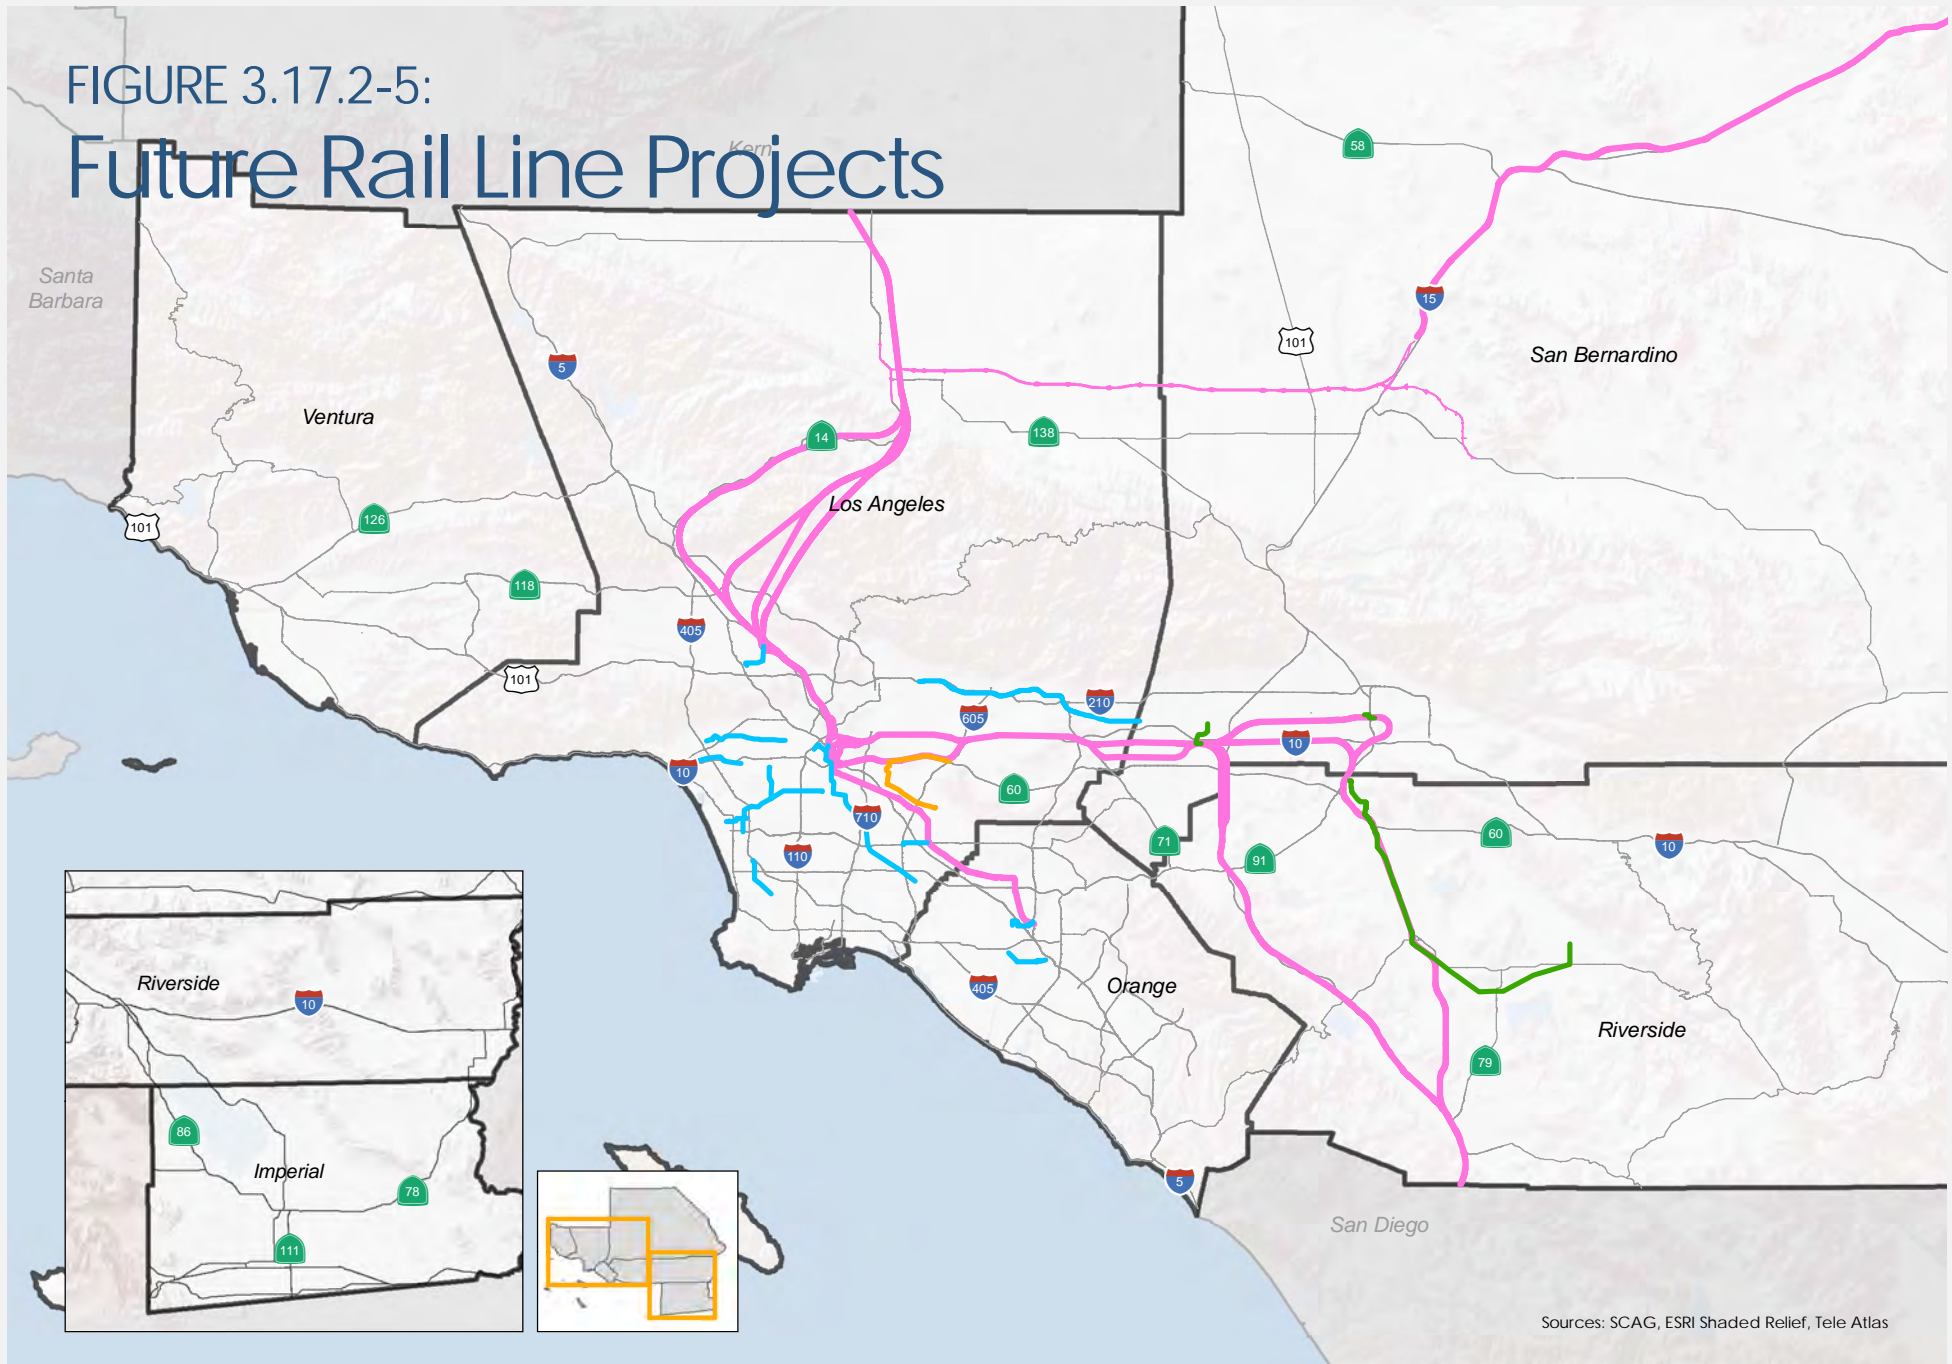 FIGURE 3.17.2-5:
Future Rail Line Projects
Kern
58
Santa
Barbara
15
101
San Bernardino
5
Ventura
14
138
Los Angeles
101
126
118
405
101
210
605
10
10
60
710
60
71
10
110
91
405
Orange
Riverside
79
5
San Diego
Riverside
10
86
Imperial
78
111
Sources: SCAG, ESRI Shaded Relief, Tele Atlas